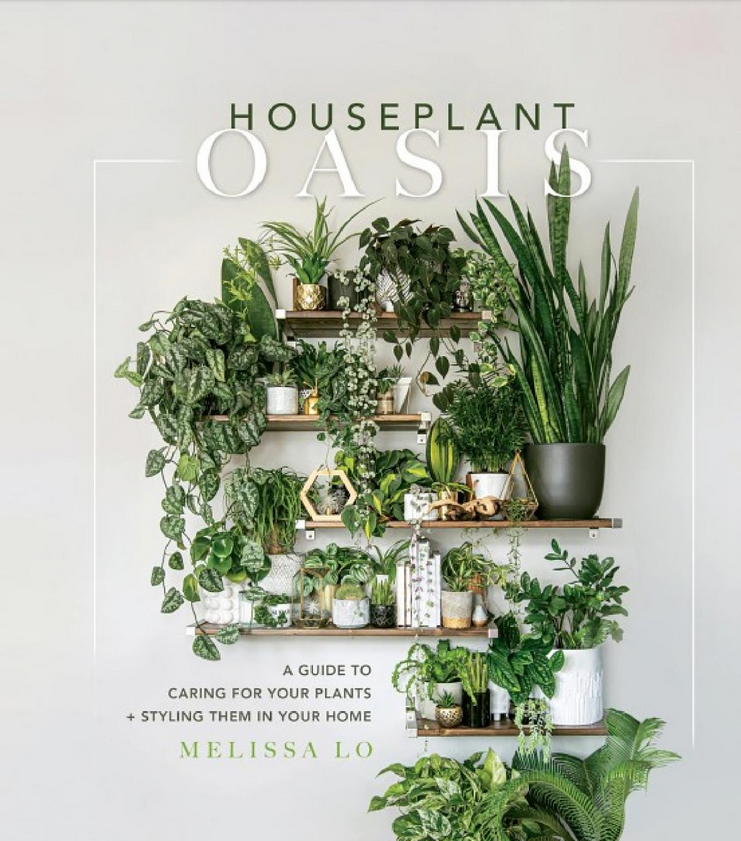 HOUSEPLANT
OASIS
A GUIDE TO
CARING FOR YOUR PLANTS
+ STYLING THEM IN YOUR HOME
MELISSA LO